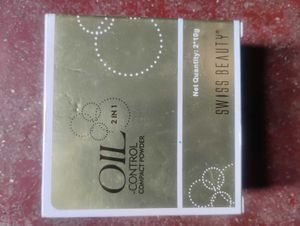 SWISS BEAUTY®
Net Quantity: 2*10g
OIL
2 IN 1
-CONTROL
COMPACT POWDER